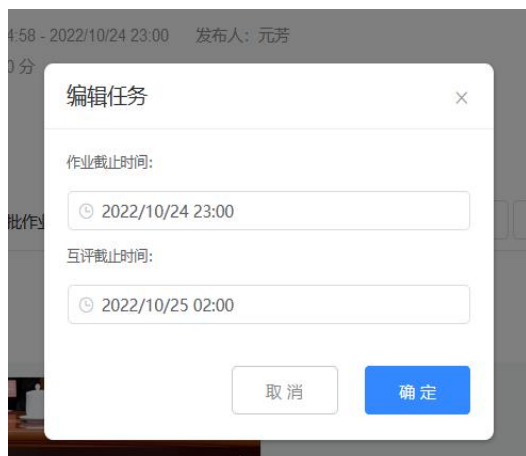 4:58 - 2022/10/24 23:00 发布人: 元芳
0 分
编辑任务
作业截止时间:
2022/10/24 23:00
批作业
互评截止时间:
2022/10/25 02:00
取消 确定